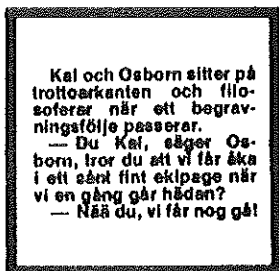 Kal och Osborn sitter på
trottoarkanten och filo-
soferar när ett begrav-
ningsfölje passerar.
— Du Kal, säger Os-
born, tror du att vi får åka
i ett sånt fint ekipage när
vi en gång går hädan?
— Nää du, vi får nog gå!